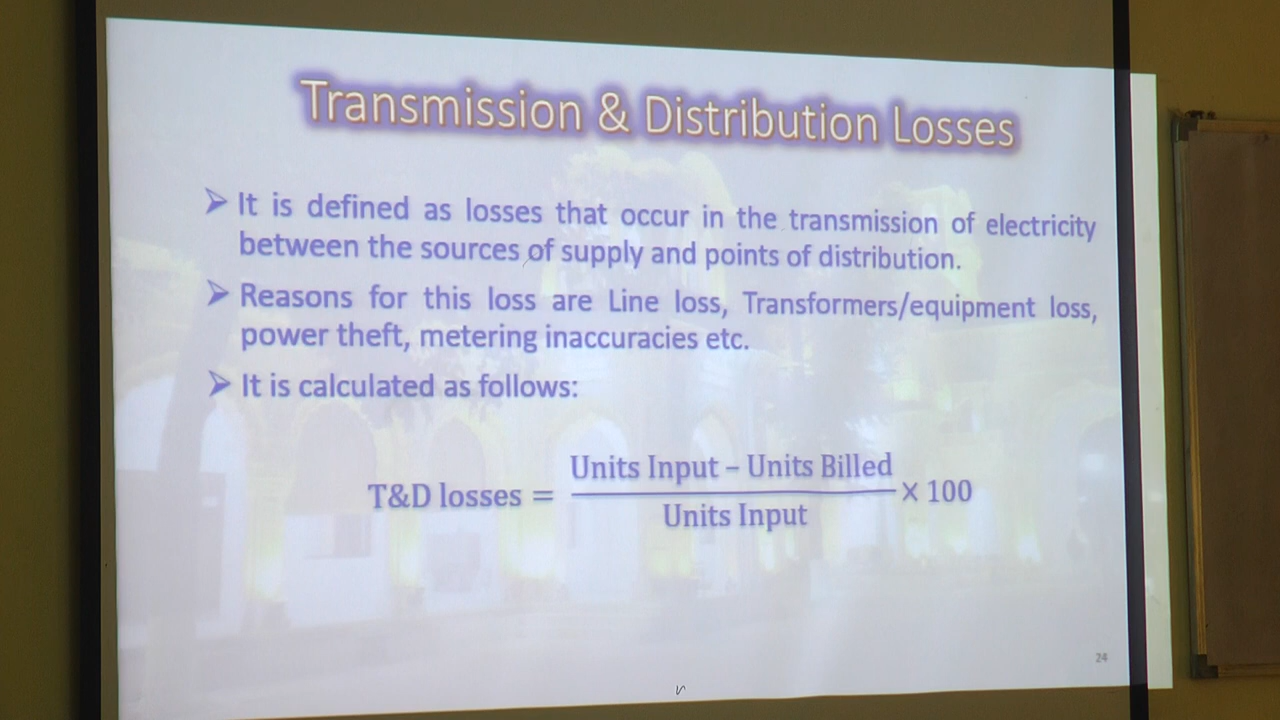 Transmission & Distribution Losses
➤ It is defined as losses that occur in the transmission of electricity
between the sources of supply and points of distribution.
➤ Reasons for this loss are Line loss, Transformers/equipment loss,
power theft, metering inaccuracies etc.
➤ It is calculated as follows:
Units Input – Units Billed
T&D losses = × 100
Units Input
24